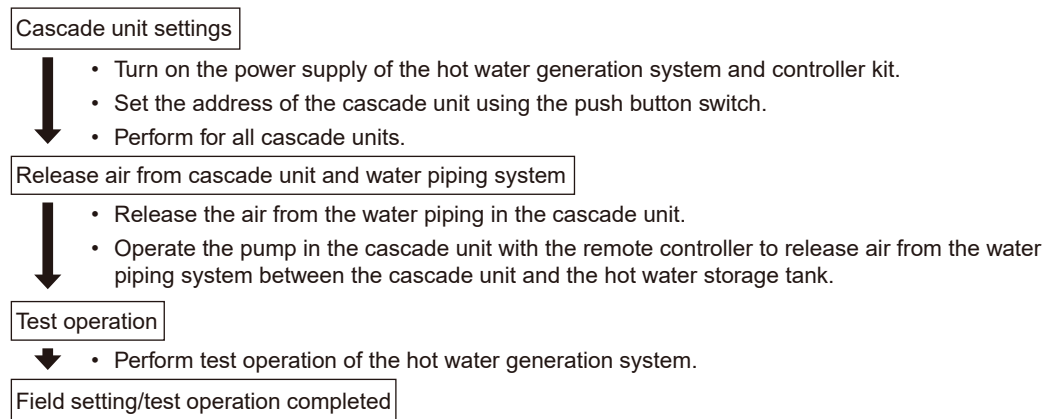 Cascade unit settings
• Turn on the power supply of the hot water generation system and controller kit.
• Set the address of the cascade unit using the push button switch.
• Perform for all cascade units.
Release air from cascade unit and water piping system
• Release the air from the water piping in the cascade unit.
• Operate the pump in the cascade unit with the remote controller to release air from the water
piping system between the cascade unit and the hot water storage tank.
Test operation
• Perform test operation of the hot water generation system.
Field setting/test operation completed